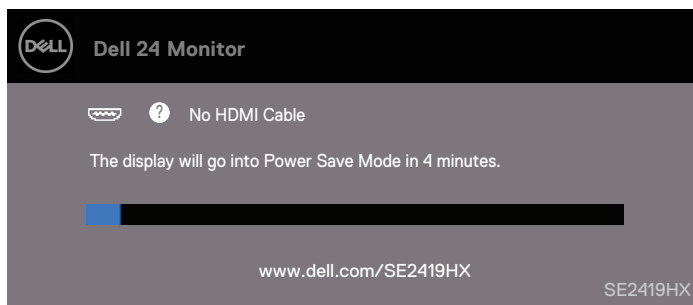 DELL
Dell 24 Monitor
? No HDMI Cable
The display will go into Power Save Mode in 4 minutes.
www.dell.com/SE2419HX
SE2419HX